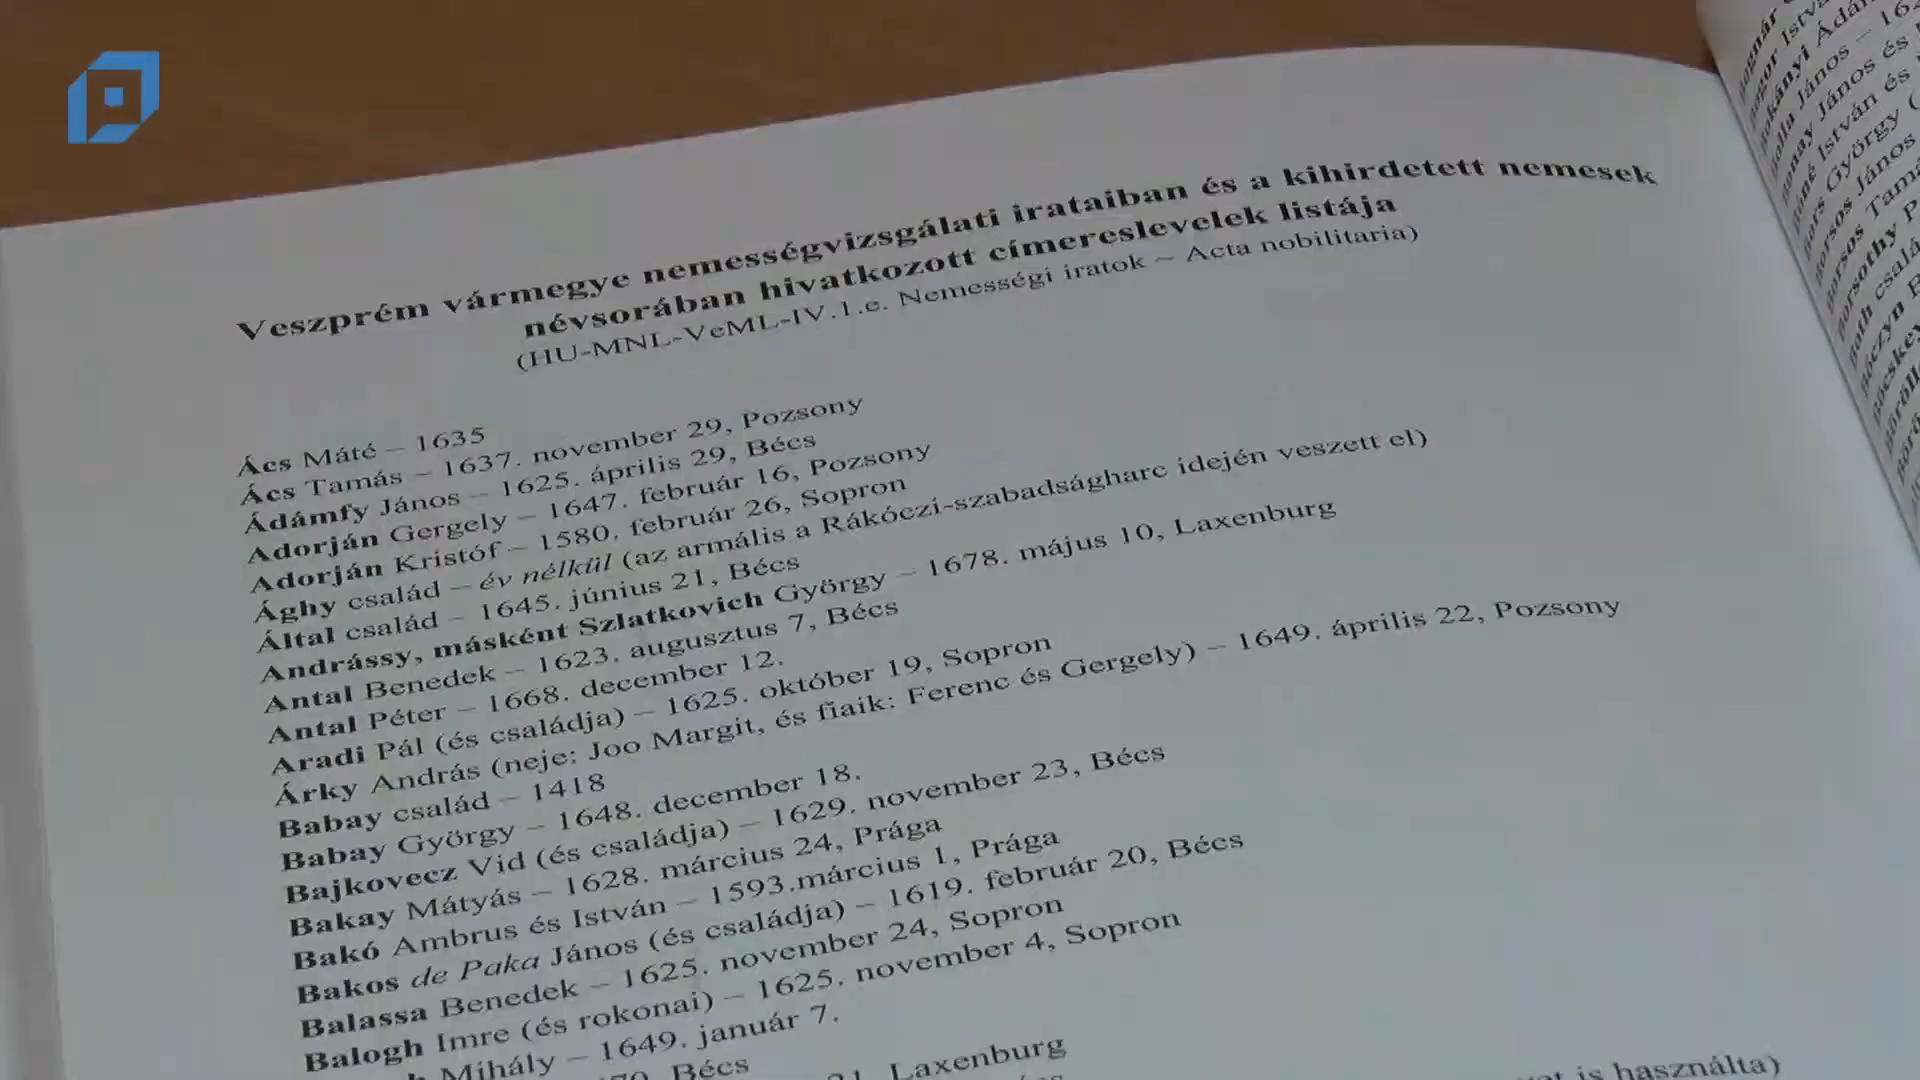 Veszprém vármegye nemességvizsgálati irataiban és a kihirdetett nemesek
névsorában hivatkozott címereslevelek listája
(HU-MNL-VeML-IV.1.e. Nemességi iratok ~ Acta nobilitaria)
Ács Máté – 1635
Ács Tamás – 1637. november 29, Pozsony
Ádámfy János – 1625. április 29, Bécs
Adorján Gergely – 1647. február 16, Pozsony
Adorján Kristóf – 1580. február 26, Sopron
Ághy család – év nélkül (az armális a Rákóczi-szabadságharc idején veszett el)
Által család – 1645. június 21, Bécs
Andrássy, másként Szlatkovich György – 1678. május 10, Laxenburg
Antal Benedek – 1623. augusztus 7, Bécs
Antal Péter – 1668. december 12.
Aradi Pál (és családja) – 1625. október 19, Sopron
Árky András (neje: Joo Margit, és fiaik: Ferenc és Gergely) – 1649. április 22, Pozsony
Babay család – 1418
Babay György – 1648. december 18.
Bajkovecz Vid (és családja) – 1629. november 23, Bécs
Bakay Mátyás – 1628. március 24, Prága
Bakó Ambrus és István – 1593.március 1, Prága
Bakos de Paka János (és családja) – 1619. február 20, Bécs
Balassa Benedek – 1625. november 24, Sopron
Balogh Imre (és rokonai) – 1625. november 4, Sopron
Mihály – 1649. január 7.
Bécs
Laxenburg
is használta)
János
János és
István és
György (
János